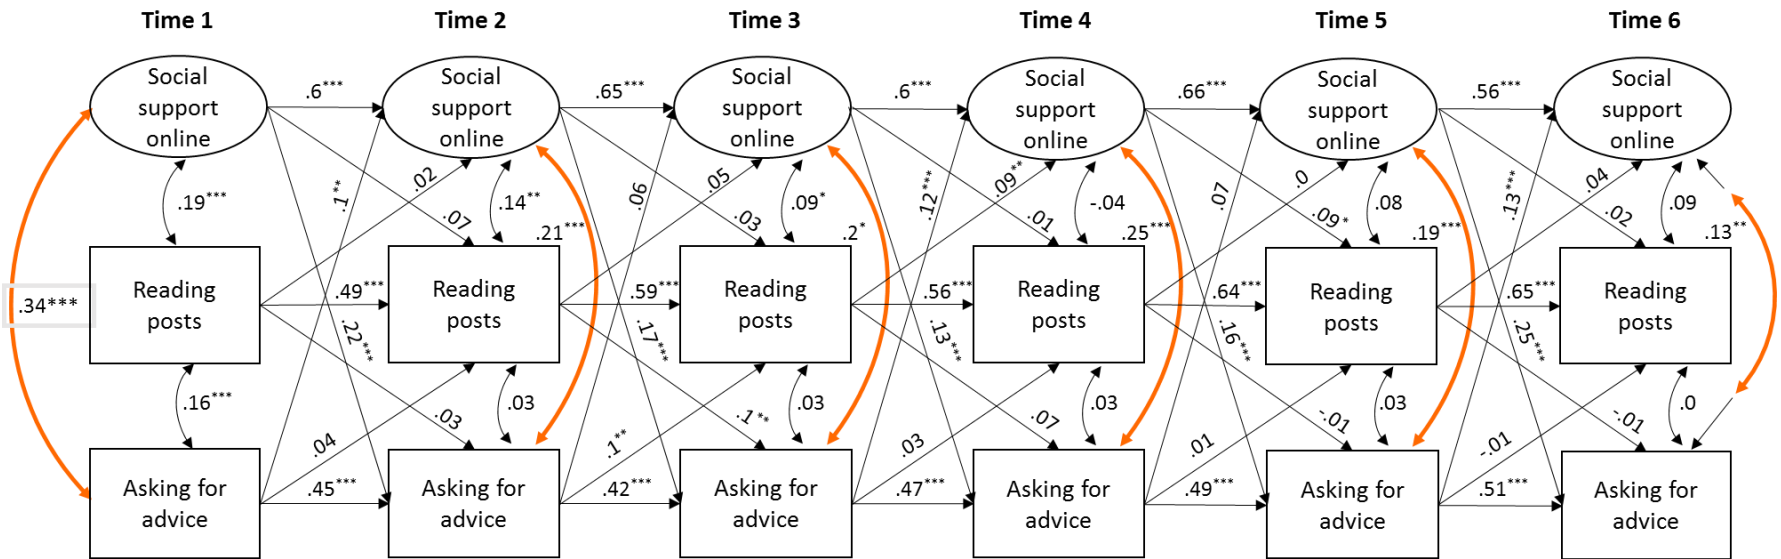 Time 1
Time 2
Time 3
Time 4
Time 5
Time 6
Social
support
online
Social
support
online
Social
support
online
Social
support
online
Social
support
online
Social
support
online
.6***
.65***
.6***
.66***
.56***
.19***
.1**
.02
.07
.14**
.21***
.06
.05
.03
.09*
.2*
.12***
.09**
.01
-.04
.25***
.07
.0
.09*
.08
.19***
.13***
.04
.02
.09
.13**
.34***
Reading
posts
Reading
posts
Reading
posts
Reading
posts
Reading
posts
Reading
posts
.49***
.59***
.56***
.64***
.65***
.22***
.17***
.13***
.16***
.25***
.16***
.04
.03
.03
.1**
.1**
.03
.03
.07
.03
.01
-.01
.03
-.01
-.01
.0
Asking for
advice
Asking for
advice
Asking for
advice
Asking for
advice
Asking for
advice
Asking for
advice
.45***
.42***
.47***
.49***
.51***